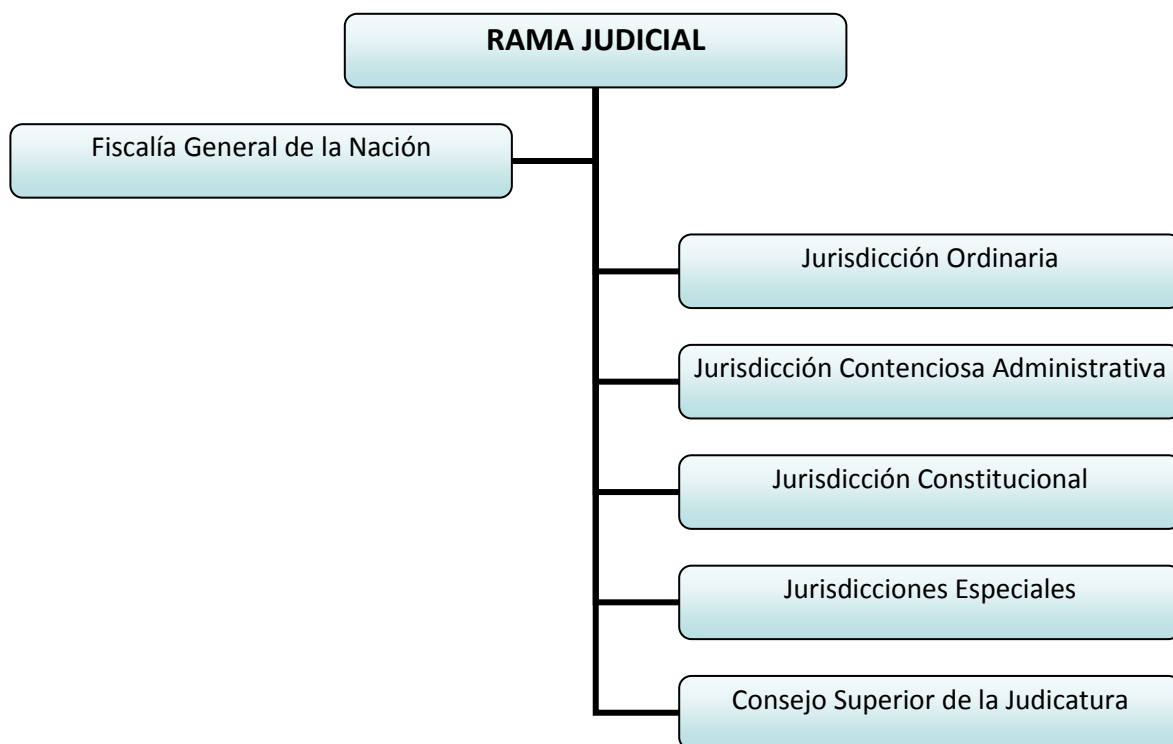 RAMA JUDICIAL
Fiscalía General de la Nación
Jurisdicción Ordinaria
Jurisdicción Contenciosa Administrativa
Jurisdicción Constitucional
Jurisdicciones Especiales
Consejo Superior de la Judicatura